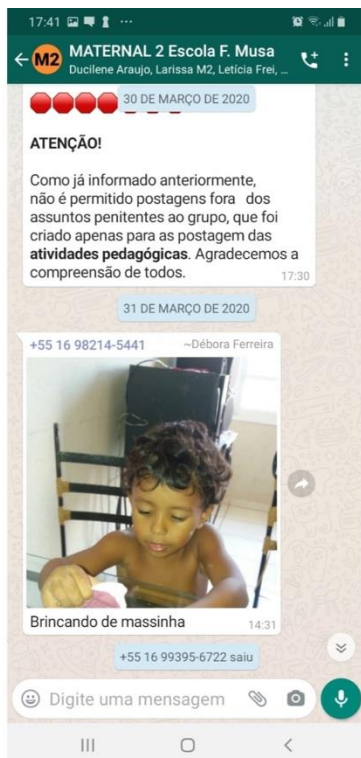 17:41
MATERNAL 2 Escola F. Musa
M2
Ducilene Araujo, Larissa M2, Letícia Frei, ...
30 DE MARÇO DE 2020
ATENÇÃO!
Como já informado anteriormente,
não é permitido postagens fora dos
assuntos penitentes ao grupo, que foi
criado apenas para as postagem das
atividades pedagógicas. Agradecemos a
compreensão de todos.
17:30
31 DE MARÇO DE 2020
+55 16 98214-5441 ~Débora Ferreira
Brincando de massinha
14:31
+55 16 99395-6722 saiu
Digite uma mensagem